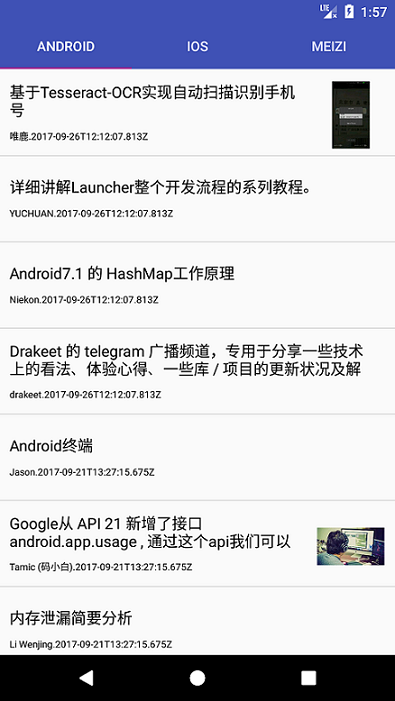 LTE 1:57
ANDROID IOS MEIZI
基于Tesseract-OCR实现自动扫描识别手机
号
唯鹿.2017-09-26T12:12:07.813Z
详细讲解Launcher整个开发流程的系列教程。
YUCHUAN.2017-09-26T12:12:07.813Z
Android7.1 的 HashMap工作原理
Niekon.2017-09-26T12:12:07.813Z
Drakeet 的 telegram 广播频道，专用于分享一些技术
上的看法、体验心得、一些库 / 项目的更新状况及解
drakeet.2017-09-26T12:12:07.813Z
Android终端
Jason.2017-09-21T13:27:15.675Z
Google从 API 21 新增了接口
android.app.usage , 通过这个api我们可以
Tamic (码小白).2017-09-21T13:27:15.675Z
内存泄漏简要分析
Li Wenjing.2017-09-21T13:27:15.675Z